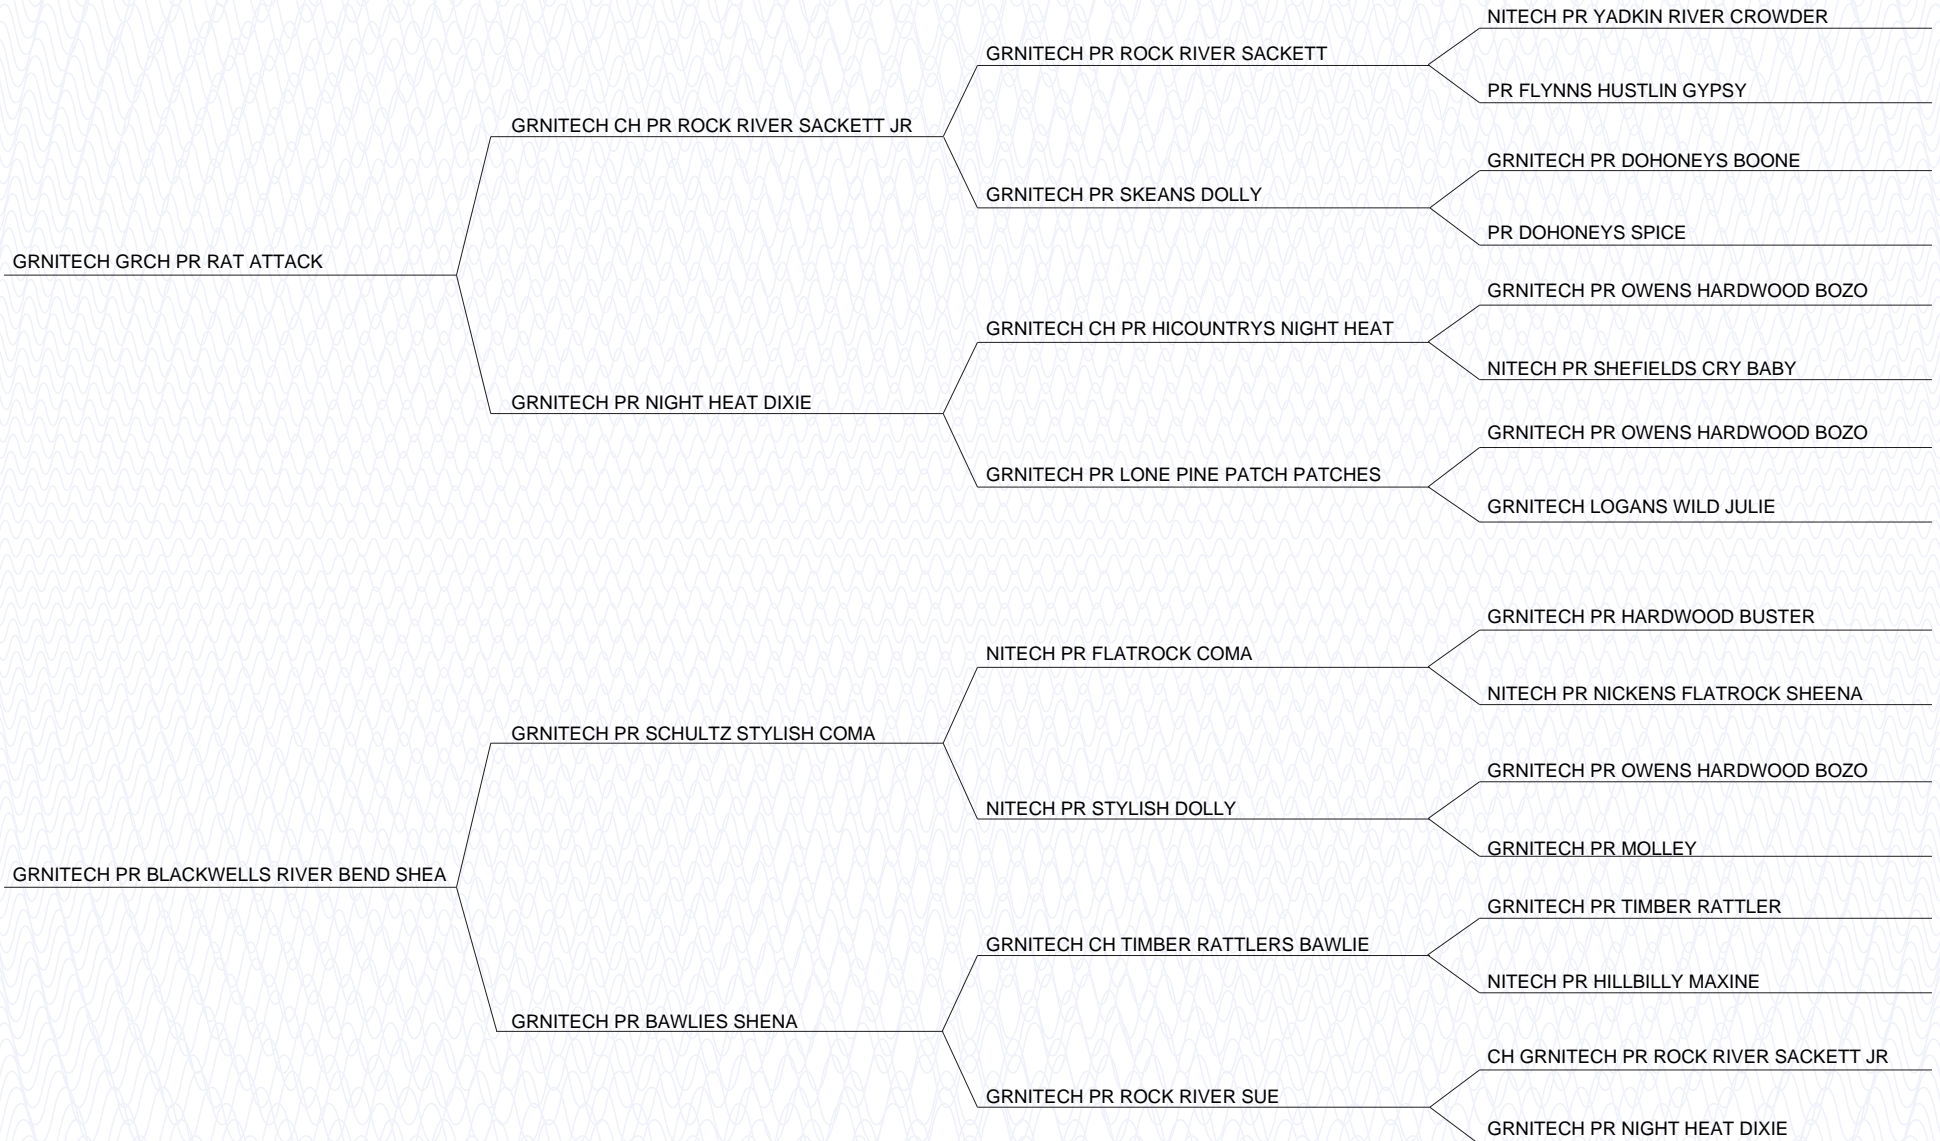 NITECH PR YADKIN RIVER CROWDER
GRNITECH PR ROCK RIVER SACKETT
PR FLYNNS HUSTLIN GYPSY
GRNITECH CH PR ROCK RIVER SACKETT JR
GRNITECH PR DOHONEYS BOONE
GRNITECH PR SKEANS DOLLY
PR DOHONEYS SPICE
GRNITECH GRCH PR RAT ATTACK
GRNITECH PR OWENS HARDWOOD BOZO
GRNITECH CH PR HICOUNTRYS NIGHT HEAT
NITECH PR SHEFIELDS CRY BABY
GRNITECH PR NIGHT HEAT DIXIE
GRNITECH PR OWENS HARDWOOD BOZO
GRNITECH PR LONE PINE PATCH PATCHES
GRNITECH LOGANS WILD JULIE
GRNITECH PR HARDWOOD BUSTER
NITECH PR FLATROCK COMA
NITECH PR NICKENS FLATROCK SHEENA
GRNITECH PR SCHULTZ STYLISH COMA
GRNITECH PR OWENS HARDWOOD BOZO
NITECH PR STYLISH DOLLY
GRNITECH PR MOLLEY
GRNITECH PR BLACKWELLS RIVER BEND SHEA
GRNITECH PR TIMBER RATTLER
GRNITECH CH TIMBER RATTLERS BAWLIE
NITECH PR HILLBILLY MAXINE
GRNITECH PR BAWLIES SHENA
CH GRNITECH PR ROCK RIVER SACKETT JR
GRNITECH PR ROCK RIVER SUE
GRNITECH PR NIGHT HEAT DIXIE